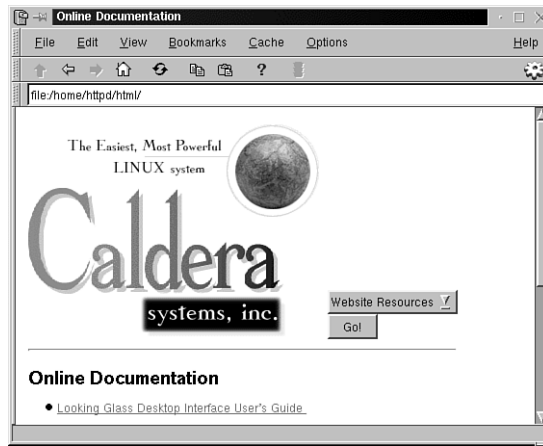 Online Documentation
File Edit View Bookmarks Cache Options Help
?
file:/home/httpd/html/
The Easiest, Most Powerful
LINUX system
Caldera
systems, inc.
Website Resources
Go!
Online Documentation
Looking Glass Desktop Interface User's Guide